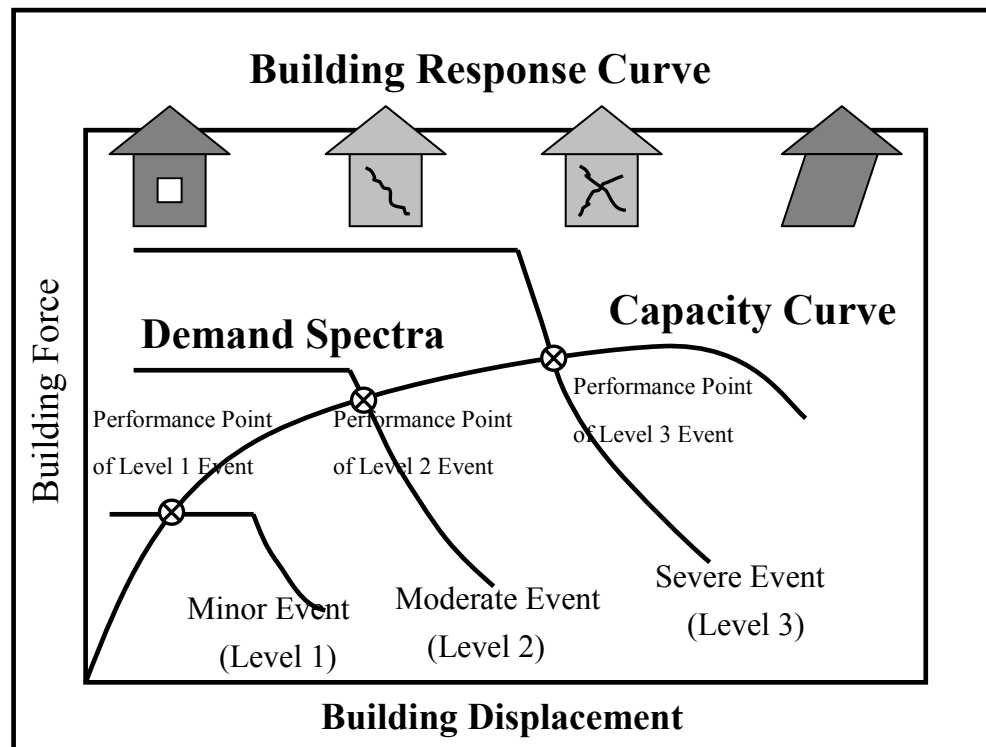 Building Response Curve
Building Force
Demand Spectra
Capacity Curve
Performance Point
of Level 1 Event
Performance Point
of Level 2 Event
Performance Point
of Level 3 Event
Minor Event
(Level 1)
Moderate Event
(Level 2)
Severe Event
(Level 3)
Building Displacement